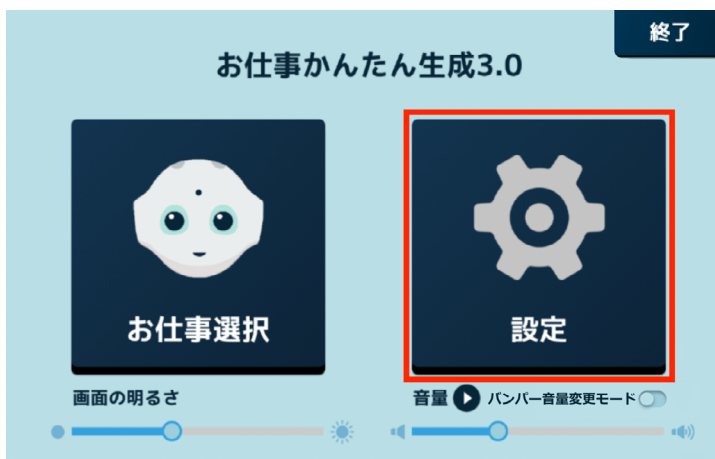 終了
お仕事かんたん生成3.0
お仕事選択
設定
画面の明るさ
音量 バンパー音量変更モード